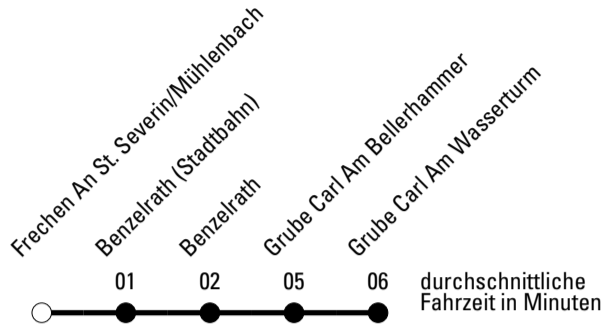 Frechen An St. Severin/Mühlenbach
Benzelrath (Stadtbahn)
Benzelrath
Grube Carl Am Bellerhammer
Grube Carl Am Wasserturm
01 02 05 06 durchschnittliche
Fahrzeit in Minuten